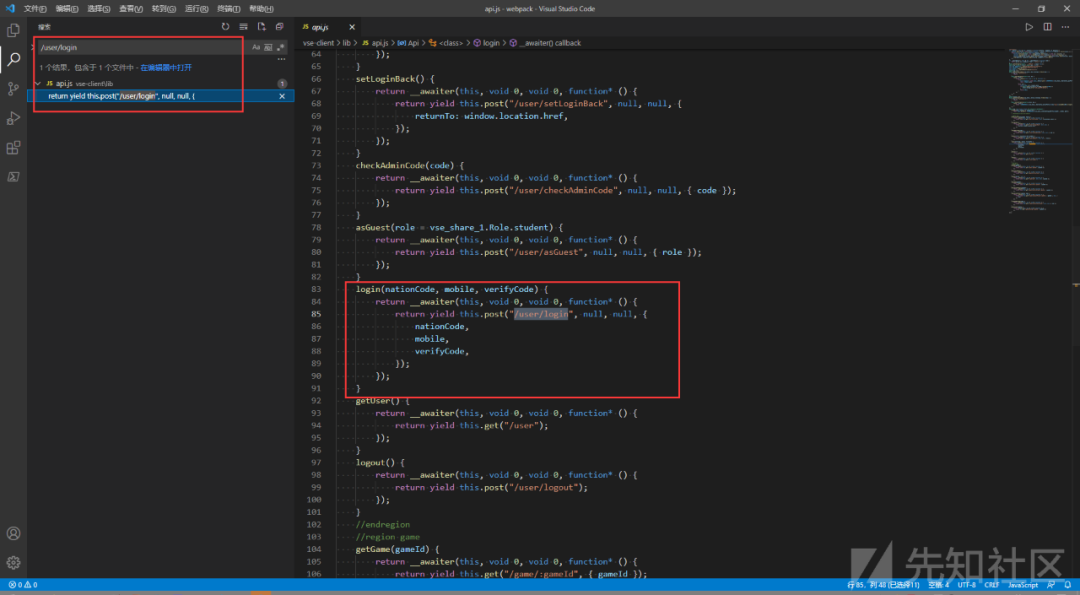 文件(F) 编辑(E) 选择(S) 查看(V) 转到(G) 运行(R) 终端(T) 帮助(H)
api.js - webpack - Visual Studio Code
搜索
/user/login
1 个结果，包含于 1 个文件中 - 在编辑器中打开
JS api.js vse-client\lib 1
return yield this.post("/user/login", null, null, {
JS api.js
vse-client > lib > JS api.js > Api > <class> > login > __awaiter() callback
64 });
65 }
66 setLoginBack() {
67 return __awaiter(this, void 0, void 0, function* () {
68 return yield this.post("/user/setLoginBack", null, null, {
69 returnTo: window.location.href,
70 });
71 });
72 }
73 checkAdminCode(code) {
74 return __awaiter(this, void 0, void 0, function* () {
75 return yield this.post("/user/checkAdminCode", null, null, { code });
76 });
77 }
78 asGuest(role = vse_share_1.Role.student) {
79 return __awaiter(this, void 0, void 0, function* () {
80 return yield this.post("/user/asGuest", null, null, { role });
81 });
82 }
83 login(nationCode, mobile, verifyCode) {
84 return __awaiter(this, void 0, void 0, function* () {
85 return yield this.post("/user/login", null, null, {
86 nationCode,
87 mobile,
88 verifyCode,
89 });
90 });
91 }
92 getUser() {
93 return __awaiter(this, void 0, void 0, function* () {
94 return yield this.get("/user");
95 });
96 }
97 logout() {
98 return __awaiter(this, void 0, void 0, function* () {
99 return yield this.post("/user/logout");
100 });
101 }
102 //endregion
103 //region game
104 getGame(gameId) {
105 return __awaiter(this, void 0, void 0, function* () {
106 return yield this.get("/game/:gameId", { gameId });
先知社区
0 0
行 85，列 48 (已选择11) 空格: 4 UTF-8 CRLF JavaScript